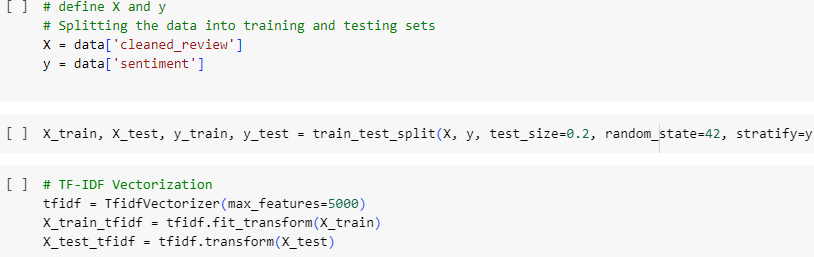 [ ] # define X and y
# Splitting the data into training and testing sets
X = data['cleaned_review']
y = data['sentiment']
[ ] X_train, X_test, y_train, y_test = train_test_split(X, y, test_size=0.2, random_state=42, stratify=y
[ ] # TF-IDF Vectorization
tfidf = TfidfVectorizer(max_features=5000)
X_train_tfidf = tfidf.fit_transform(X_train)
X_test_tfidf = tfidf.transform(X_test)